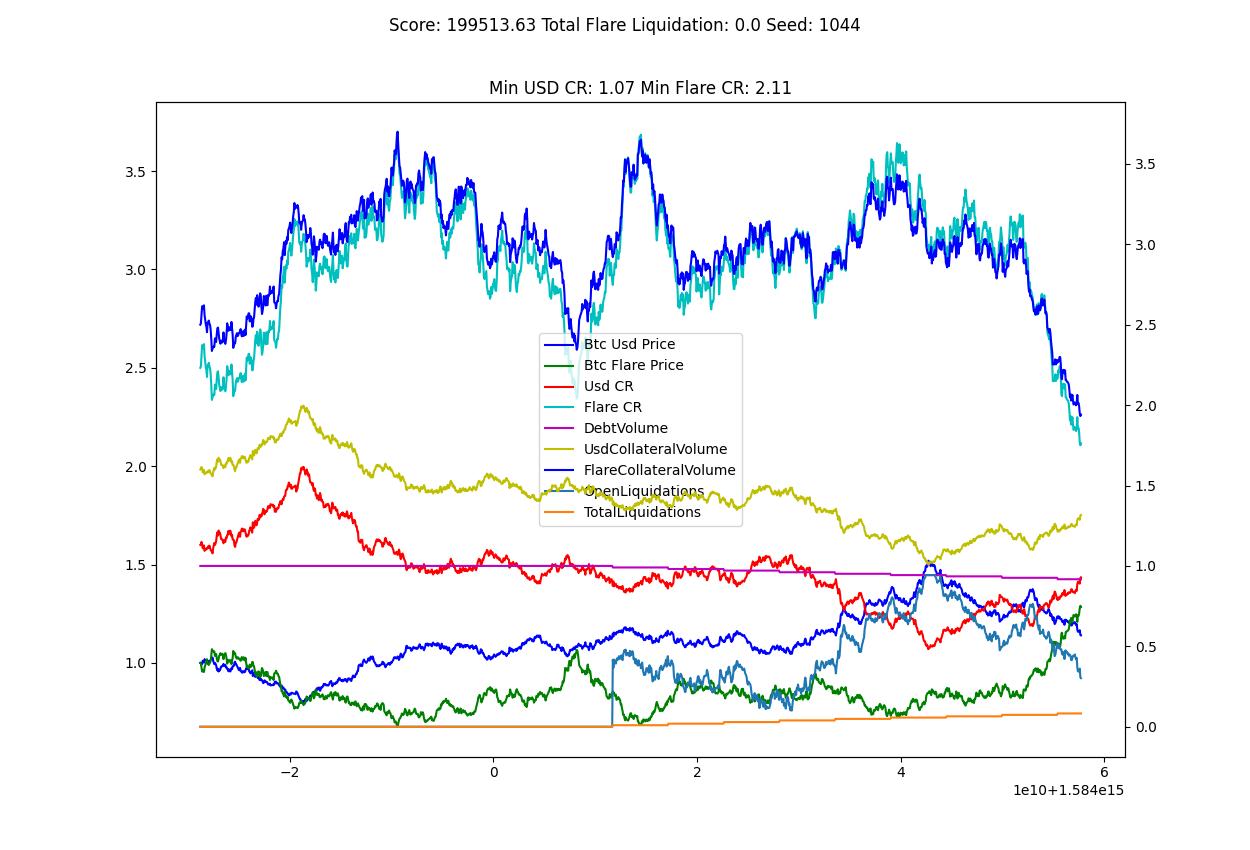 Score: 199513.63 Total Flare Liquidation: 0.0 Seed: 1044
Min USD CR: 1.07 Min Flare CR: 2.11
3.5
3.0
2.5
2.0
1.5
1.0
Btc Usd Price
Btc Flare Price
Usd CR
Flare CR
DebtVolume
UsdCollateralVolume
FlareCollateralVolume
OpenLiquidations
TotalLiquidations
3.5
3.0
2.5
2.0
1.5
1.0
0.5
0.0
−2 0 2 4 6
1e10+1.584e15